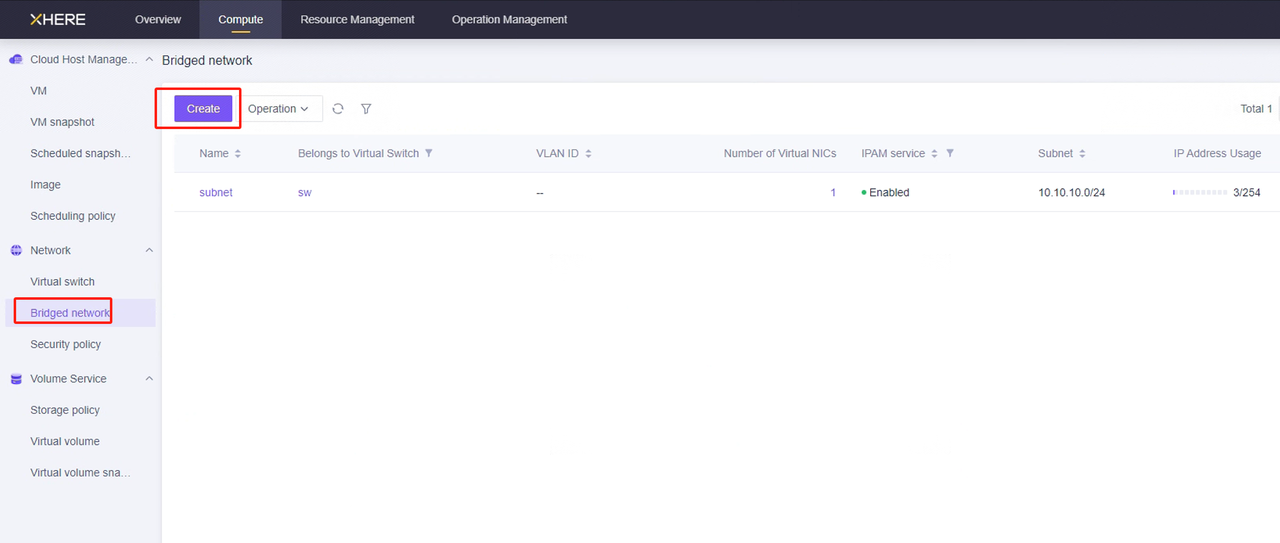 XHERE Overview Compute Resource Management Operation Management
Cloud Host Manage...
VM
VM snapshot
Scheduled snapsh...
Image
Scheduling policy
Network
Virtual switch
Bridged network
Security policy
Volume Service
Storage policy
Virtual volume
Virtual volume sna...
Bridged network
Create Operation Total 1
Name Belongs to Virtual Switch VLAN ID Number of Virtual NICs IPAM service Subnet IP Address Usage
subnet sw -- 1 Enabled 10.10.10.0/24 3/254